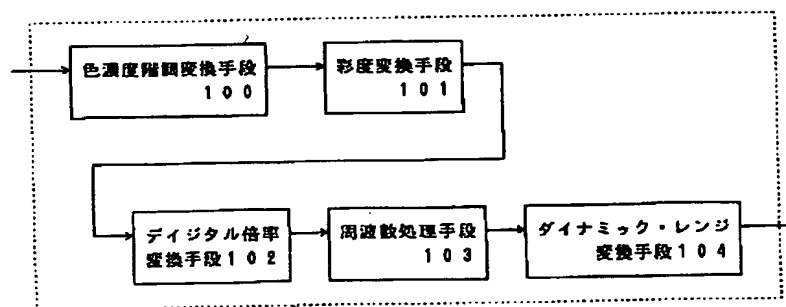 色濃度階調変換手段
100
彩度変換手段
101
デイジタル倍率
変換手段102
周波数処理手段
103
ダイナミック・レンジ
変換手段104